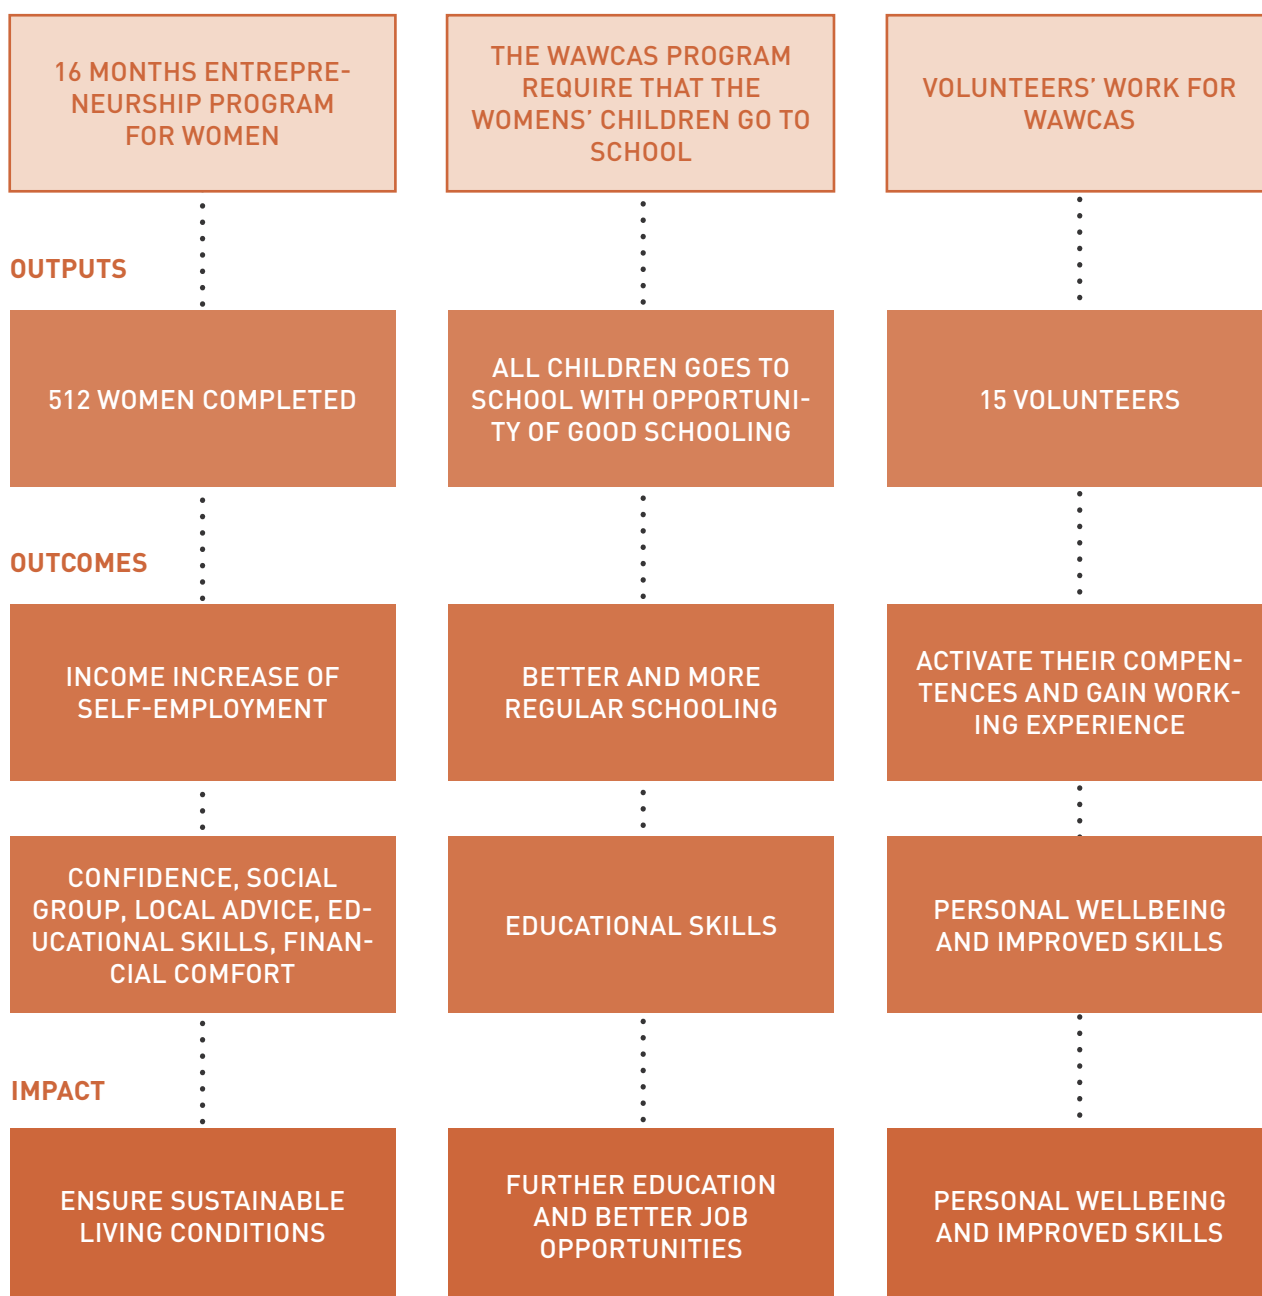 16 MONTHS ENTREPRE-
NEURSHIP PROGRAM
FOR WOMEN
THE WAWCAS PROGRAM
REQUIRE THAT THE
WOMENS’ CHILDREN GO TO
SCHOOL
VOLUNTEERS’ WORK FOR
WAWCAS
OUTPUTS
512 WOMEN COMPLETED
ALL CHILDREN GOES TO
SCHOOL WITH OPPORTUNI-
TY OF GOOD SCHOOLING
15 VOLUNTEERS
OUTCOMES
INCOME INCREASE OF
SELF-EMPLOYMENT
BETTER AND MORE
REGULAR SCHOOLING
ACTIVATE THEIR COMPEN-
TENCES AND GAIN WORK-
ING EXPERIENCE
CONFIDENCE, SOCIAL
GROUP, LOCAL ADVICE, ED-
UCATIONAL SKILLS, FINAN-
CIAL COMFORT
EDUCATIONAL SKILLS
PERSONAL WELLBEING
AND IMPROVED SKILLS
IMPACT
ENSURE SUSTAINABLE
LIVING CONDITIONS
FURTHER EDUCATION
AND BETTER JOB
OPPORTUNITIES
PERSONAL WELLBEING
AND IMPROVED SKILLS